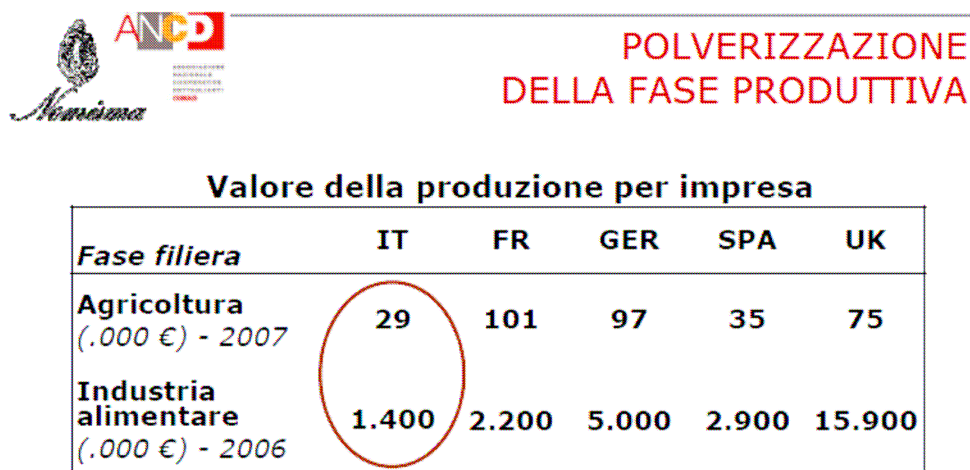 ANCD
Nomisma
POLVERIZZAZIONE
DELLA FASE PRODUTTIVA
Valore della produzione per impresa
Fase filiera IT FR GER SPA UK
Agricoltura
(.000 €) - 2007 29 101 97 35 75
Industria
alimentare 1.400 2.200 5.000 2.900 15.900
(.000 €) - 2006